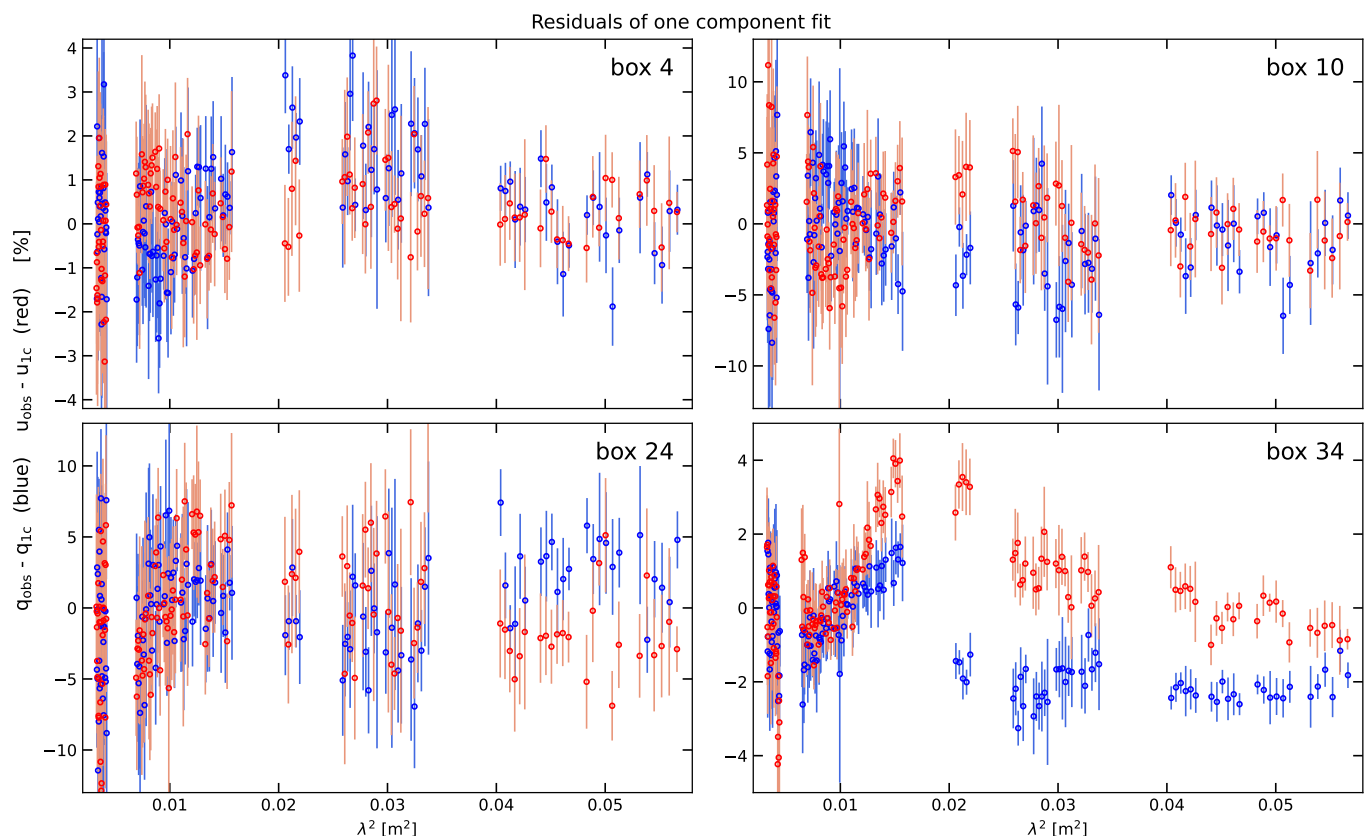 Residuals of one component fit
box 4
box 10
4
3
2
1
0
−1
−2
−3
−4
10
5
0
−5
−10
q_obs - q_1c (blue) u_obs - u_1c (red) [%]
box 24
box 34
10
5
0
−5
−10
4
2
0
−2
−4
0.01 0.02 0.03 0.04 0.05
0.01 0.02 0.03 0.04 0.05
λ² [m²]
λ² [m²]